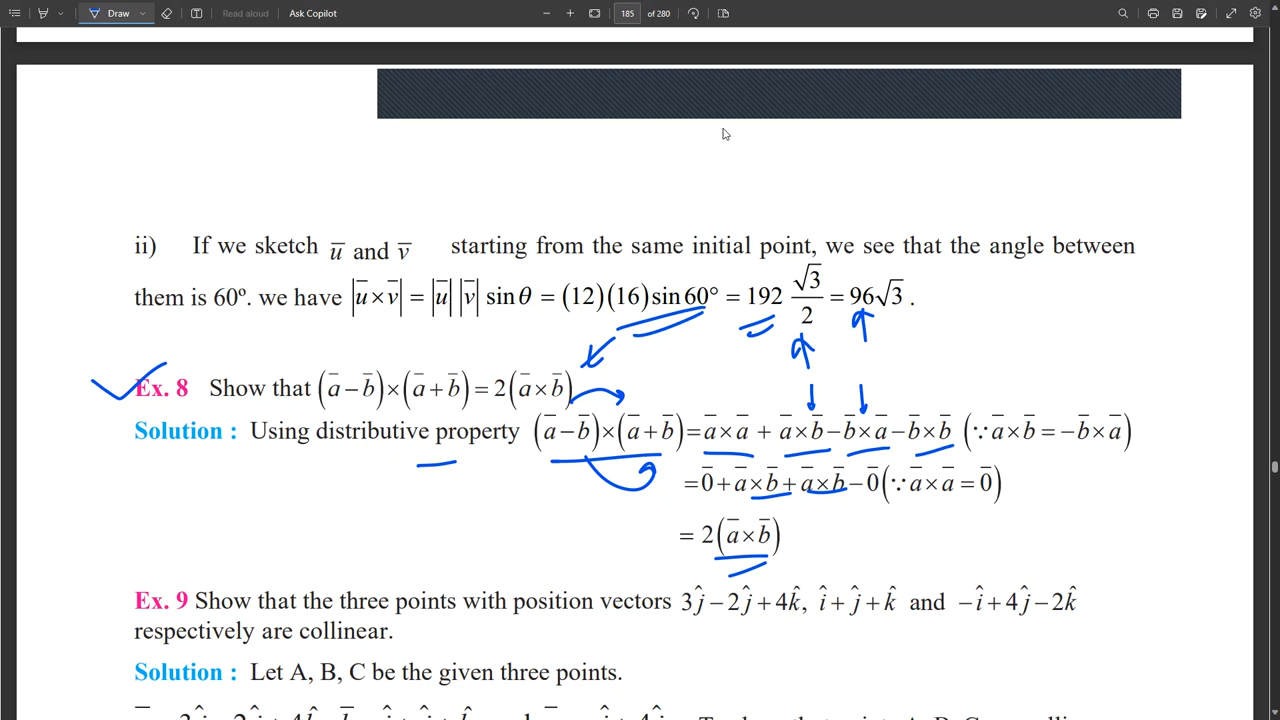 Draw
Read aloud
Ask Copilot
185 of 280
ii) If we sketch u̅ and v̅ starting from the same initial point, we see that the angle between
them is 60º. we have |u̅ × v̅| = |u̅| |v̅| sin θ = (12)(16) sin 60° = 192 √3/2 = 96√3 .
Ex. 8 Show that (a̅ − b̅) × (a̅ + b̅) = 2(a̅ × b̅)
Solution : Using distributive property (a̅ − b̅) × (a̅ + b̅) = a̅ × a̅ + a̅ × b̅ − b̅ × a̅ − b̅ × b̅ (∵ a̅ × b̅ = −b̅ × a̅)
= 0̅ + a̅ × b̅ + a̅ × b̅ − 0̅ (∵ a̅ × a̅ = 0̅)
= 2(a̅ × b̅)
Ex. 9 Show that the three points with position vectors 3ĵ − 2ĵ + 4k̂, î + ĵ + k̂ and −î + 4ĵ − 2k̂
respectively are collinear.
Solution : Let A, B, C be the given three points.